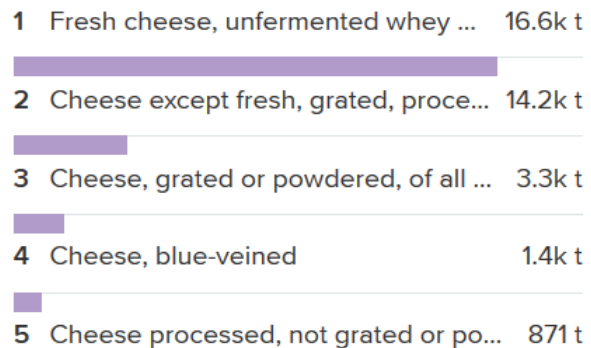 1 Fresh cheese, unfermented whey ... 16.6k t
2 Cheese except fresh, grated, proce... 14.2k t
3 Cheese, grated or powdered, of all ... 3.3k t
4 Cheese, blue-veined 1.4k t
5 Cheese processed, not grated or po... 871 t